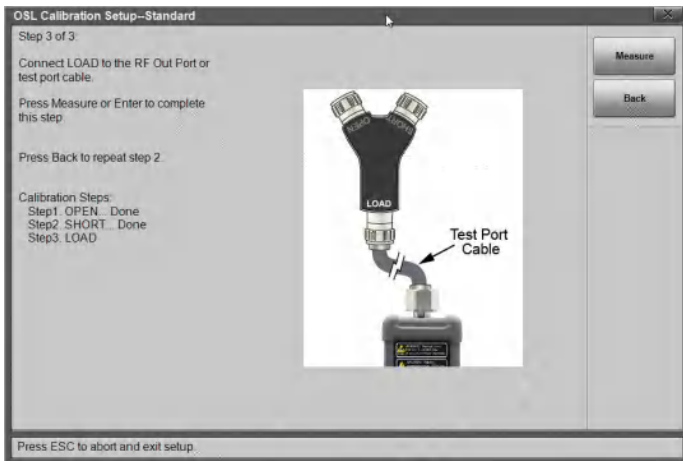 OSL Calibration Setup--Standard
Step 3 of 3:
Connect LOAD to the RF Out Port or
test port cable.
Press Measure or Enter to complete
this step
Press Back to repeat step 2.
Calibration Steps:
Step1. OPEN... Done
Step2. SHORT... Done
Step3. LOAD
Measure
Back
OPEN
SHORT
LOAD
Test Port
Cable
Press ESC to abort and exit setup.